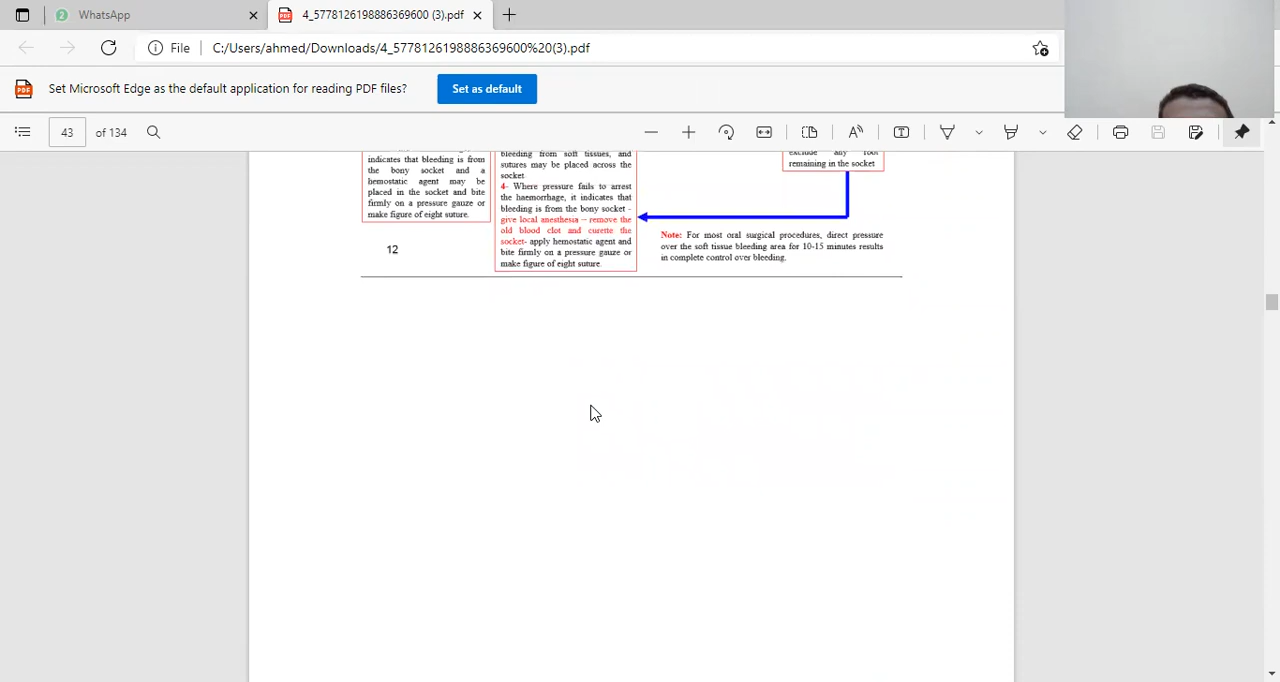 2
WhatsApp
4_5778126198886369600 (3).pdf
File
C:/Users/ahmed/Downloads/4_5778126198886369600%20(3).pdf
Set Microsoft Edge as the default application for reading PDF files?
Set as default
43
of 134
indicates that bleeding is from
the bony socket and a
hemostatic agent may be
placed in the socket and bite
firmly on a pressure gauze or
make figure of eight suture.
12
bleeding from soft tissues, and
sutures may be placed across the
socket
4- Where pressure fails to arrest
the haemorrhage, it indicates that
bleeding is from the bony socket -
give local anesthesia – remove the
old blood clot and curette the
socket- apply hemostatic agent and
bite firmly on a pressure gauze or
make figure of eight suture
exclude any root
remaining in the socket
Note: For most oral surgical procedures, direct pressure
over the soft tissue bleeding area for 10-15 minutes results
in complete control over bleeding.